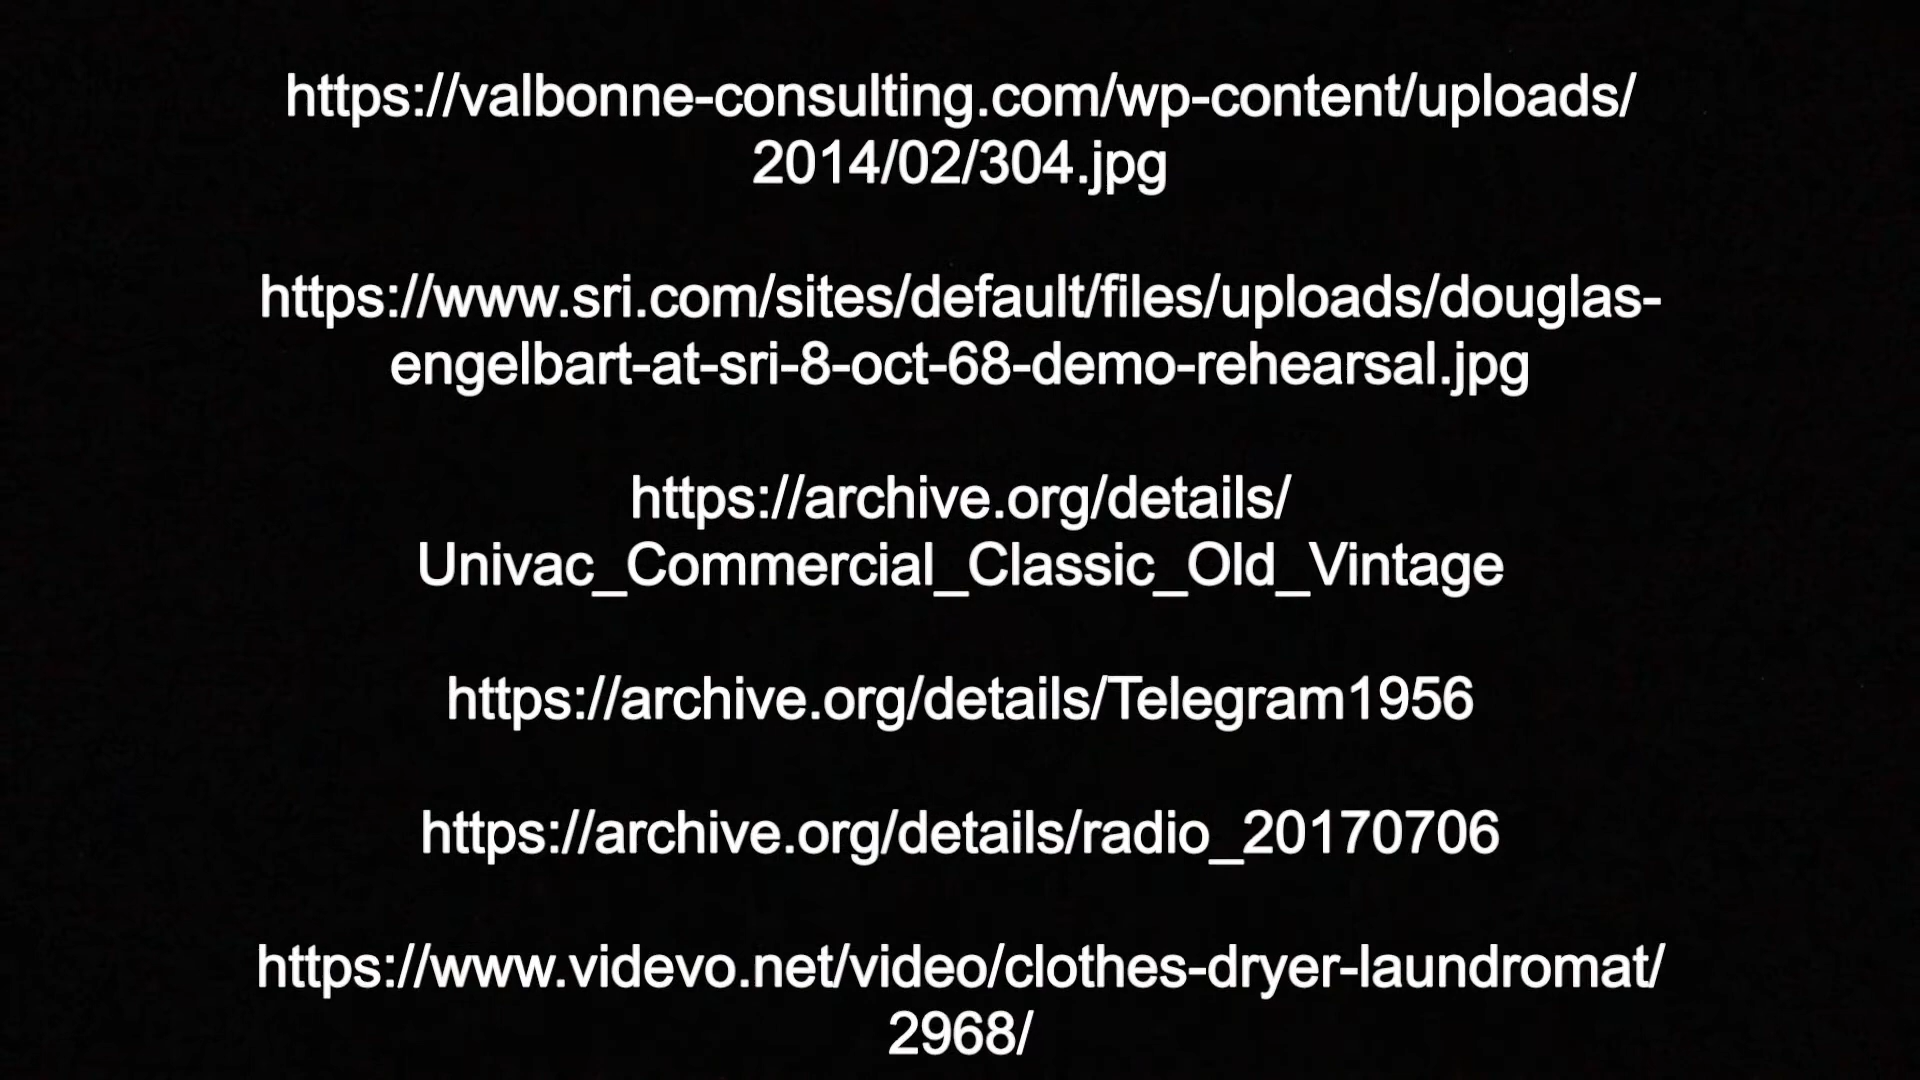 https://valbonne-consulting.com/wp-content/uploads/
2014/02/304.jpg
https://www.sri.com/sites/default/files/uploads/douglas-
engelbart-at-sri-8-oct-68-demo-rehearsal.jpg
https://archive.org/details/
Univac_Commercial_Classic_Old_Vintage
https://archive.org/details/Telegram1956
https://archive.org/details/radio_20170706
https://www.videvo.net/video/clothes-dryer-laundromat/
2968/